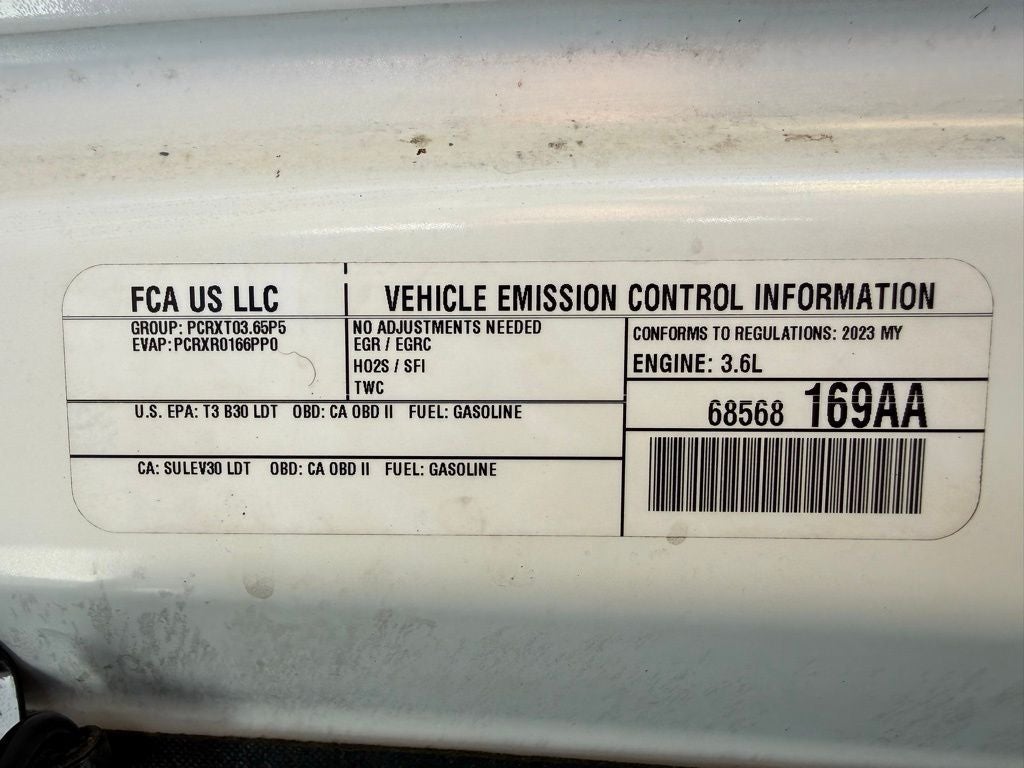 FCA US LLC
VEHICLE EMISSION CONTROL INFORMATION
GROUP: PCRXT03.65P5
EVAP: PCRXR0166PP0
NO ADJUSTMENTS NEEDED
EGR / EGRC
HO2S / SFI
TWC
CONFORMS TO REGULATIONS: 2023 MY
ENGINE: 3.6L
68568 169AA
U.S. EPA: T3 B30 LDT OBD: CA OBD II FUEL: GASOLINE
CA: SULEV30 LDT OBD: CA OBD II FUEL: GASOLINE